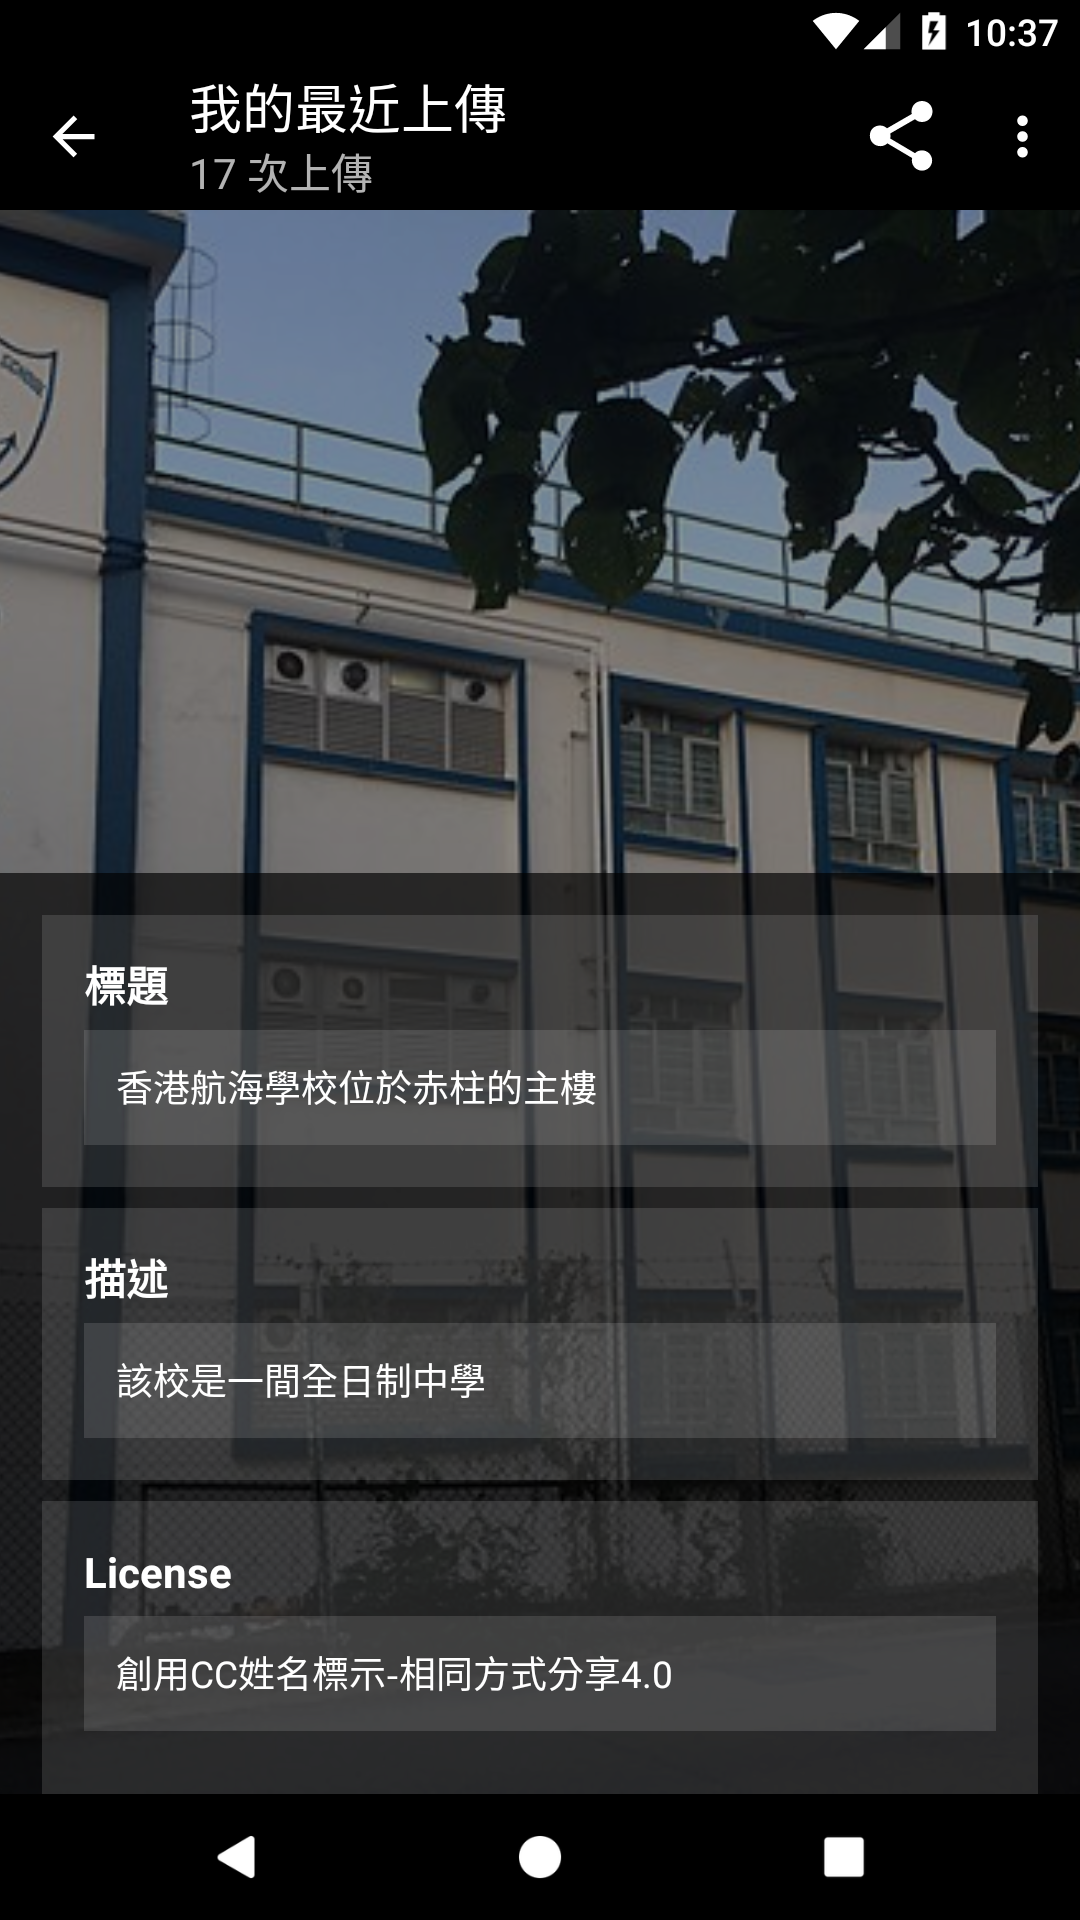 10:37
我的最近上傳
17 次上傳
SCHOOL
標題
香港航海學校位於赤柱的主樓
描述
該校是一間全日制中學
License
創用CC姓名標示-相同方式分享4.0